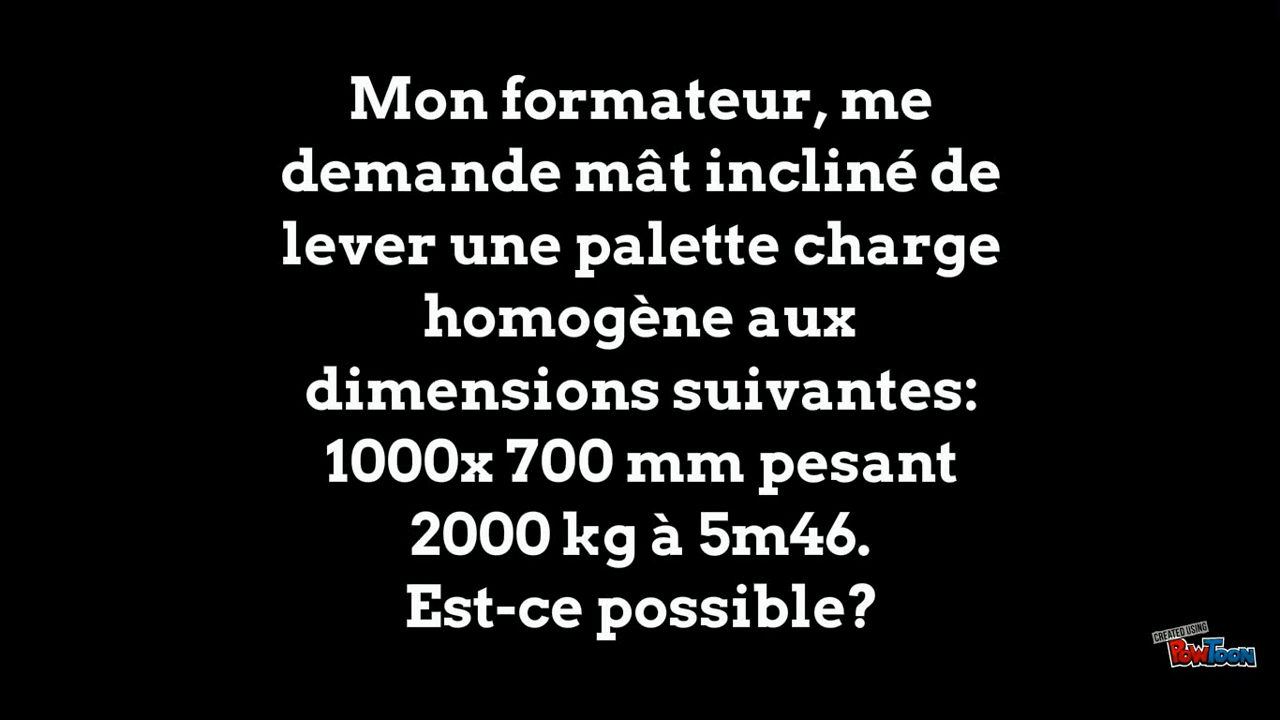 Mon formateur, me
demande mât incliné de
lever une palette charge
homogène aux
dimensions suivantes:
1000x 700 mm pesant
2000 kg à 5m46.
Est-ce possible?
CREATED USING
POWTOON